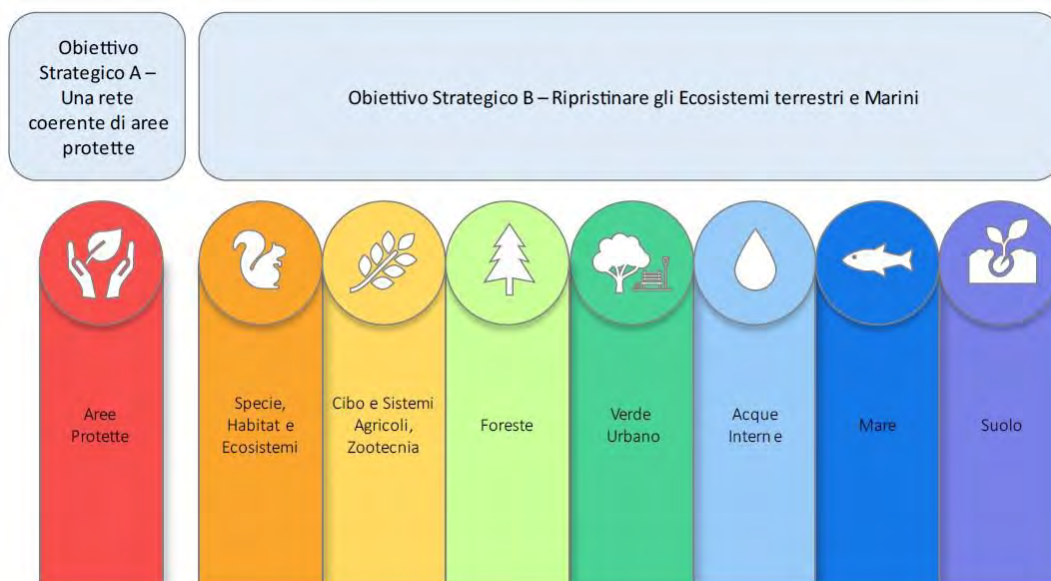 Obiettivo
Strategico A –
Una rete
coerente di aree
protette
Obiettivo Strategico B – Ripristinare gli Ecosistemi terrestri e Marini
Aree
Protette
Specie,
Habitat e
Ecosistemi
Cibo e Sistemi
Agricoli,
Zootecnia
Foreste
Verde
Urbano
Acque
Interne
Mare
Suolo